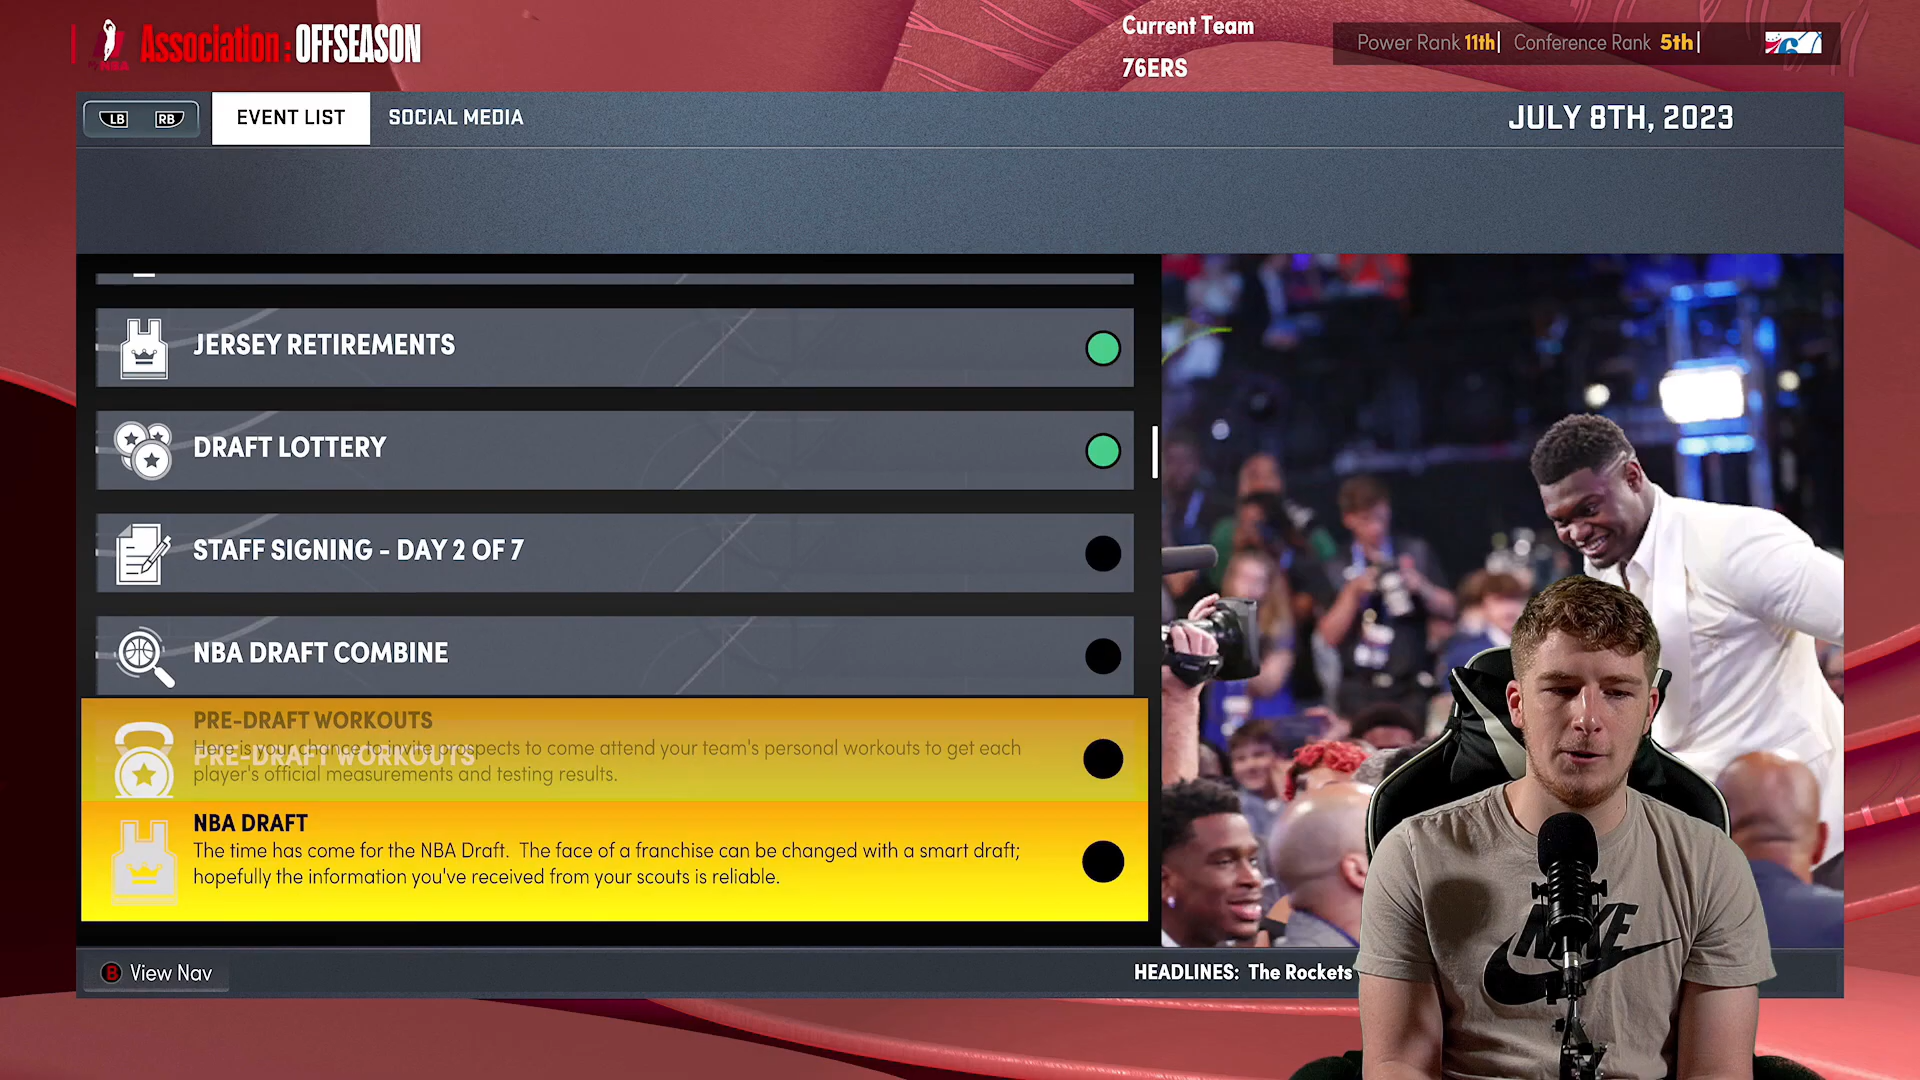 Association : OFFSEASON
NBA
Current Team
76ERS
Power Rank 11th| Conference Rank 5th|
LB RB EVENT LIST SOCIAL MEDIA
JULY 8TH, 2023
JERSEY RETIREMENTS
DRAFT LOTTERY
STAFF SIGNING - DAY 2 OF 7
NBA DRAFT COMBINE
PRE-DRAFT WORKOUTS
Here is your chance to invite prospects to come attend your team's personal workouts to get each
PRE-DRAFT WORKOUTS
player's official measurements and testing results.
NBA DRAFT
The time has come for the NBA Draft. The face of a franchise can be changed with a smart draft;
hopefully the information you've received from your scouts is reliable.
B View Nav
HEADLINES: The Rockets
NIKE